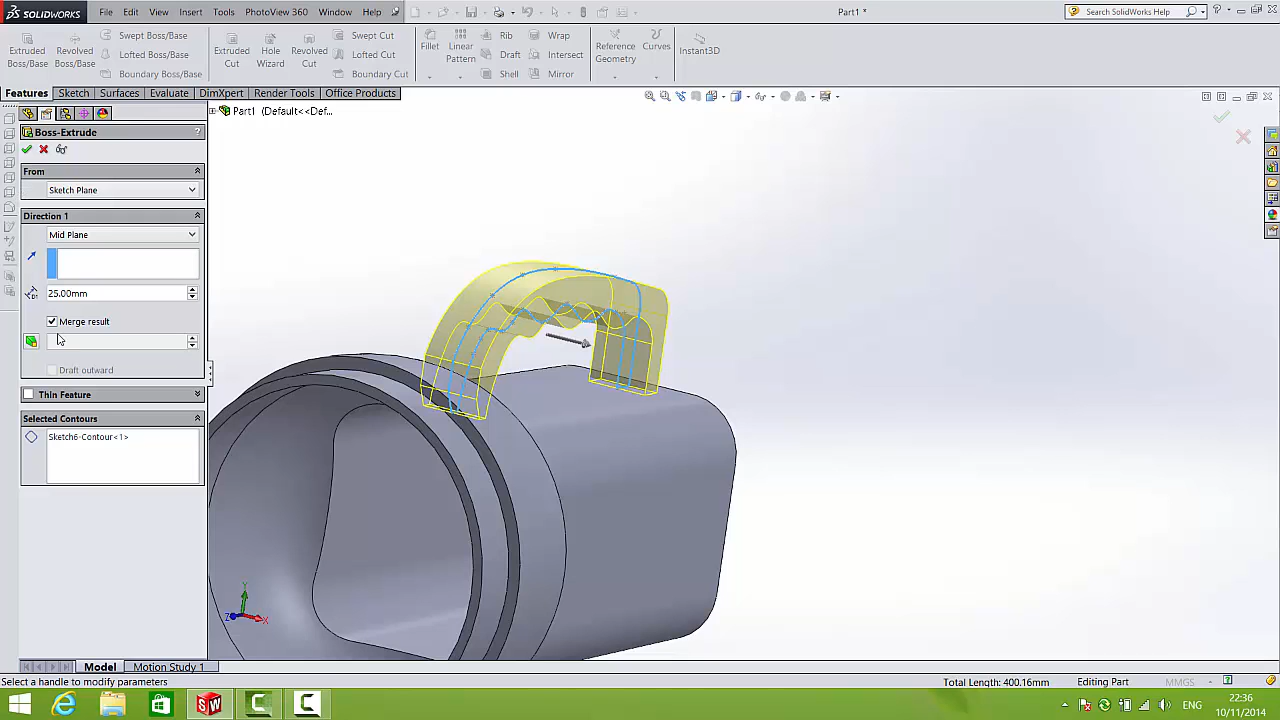 SOLIDWORKS File Edit View Insert Tools PhotoView 360 Window Help Part1 * Search SolidWorks Help
Extruded Boss/Base
Revolved Boss/Base
Swept Boss/Base
Lofted Boss/Base
Boundary Boss/Base
Extruded Cut
Hole Wizard
Revolved Cut
Swept Cut
Lofted Cut
Boundary Cut
Fillet
Linear Pattern
Rib
Draft
Shell
Wrap
Intersect
Mirror
Reference Geometry
Curves
Instant3D
Features Sketch Surfaces Evaluate DimXpert Render Tools Office Products
Part1 (Default<<Def...
Boss-Extrude ?
From
Sketch Plane
Direction 1
Mid Plane
25.00mm
Merge result
Draft outward
Thin Feature
Selected Contours
Sketch6-Contour<1>
Y
Z
X
Model Motion Study 1
Select a handle to modify parameters Total Length: 400.16mm Editing Part MMGS ?
ENG
22:36
10/11/2014